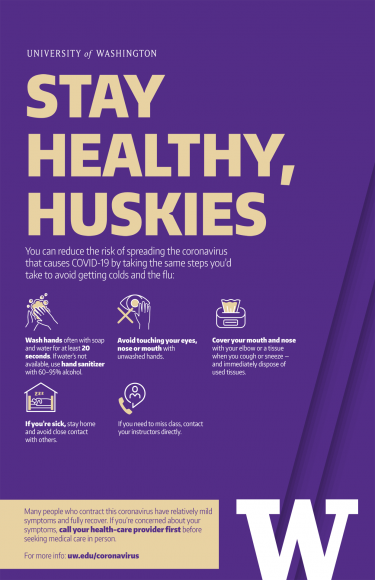 UNIVERSITY of WASHINGTON
STAY
HEALTHY,
HUSKIES
You can reduce the risk of spreading the coronavirus
that causes COVID-19 by taking the same steps you'd
take to avoid getting colds and the flu:
Wash hands often with soap
and water for at least 20
seconds. If water's not
available, use hand sanitizer
with 60–95% alcohol.
Avoid touching your eyes,
nose or mouth with
unwashed hands.
Cover your mouth and nose
with your elbow or a tissue
when you cough or sneeze —
and immediately dispose of
used tissues.
If you're sick, stay home
and avoid close contact
with others.
If you need to miss class, contact
your instructors directly.
Many people who contract this coronavirus have relatively mild
symptoms and fully recover. If you're concerned about your
symptoms, call your health-care provider first before
seeking medical care in person.
For more info: uw.edu/coronavirus
W